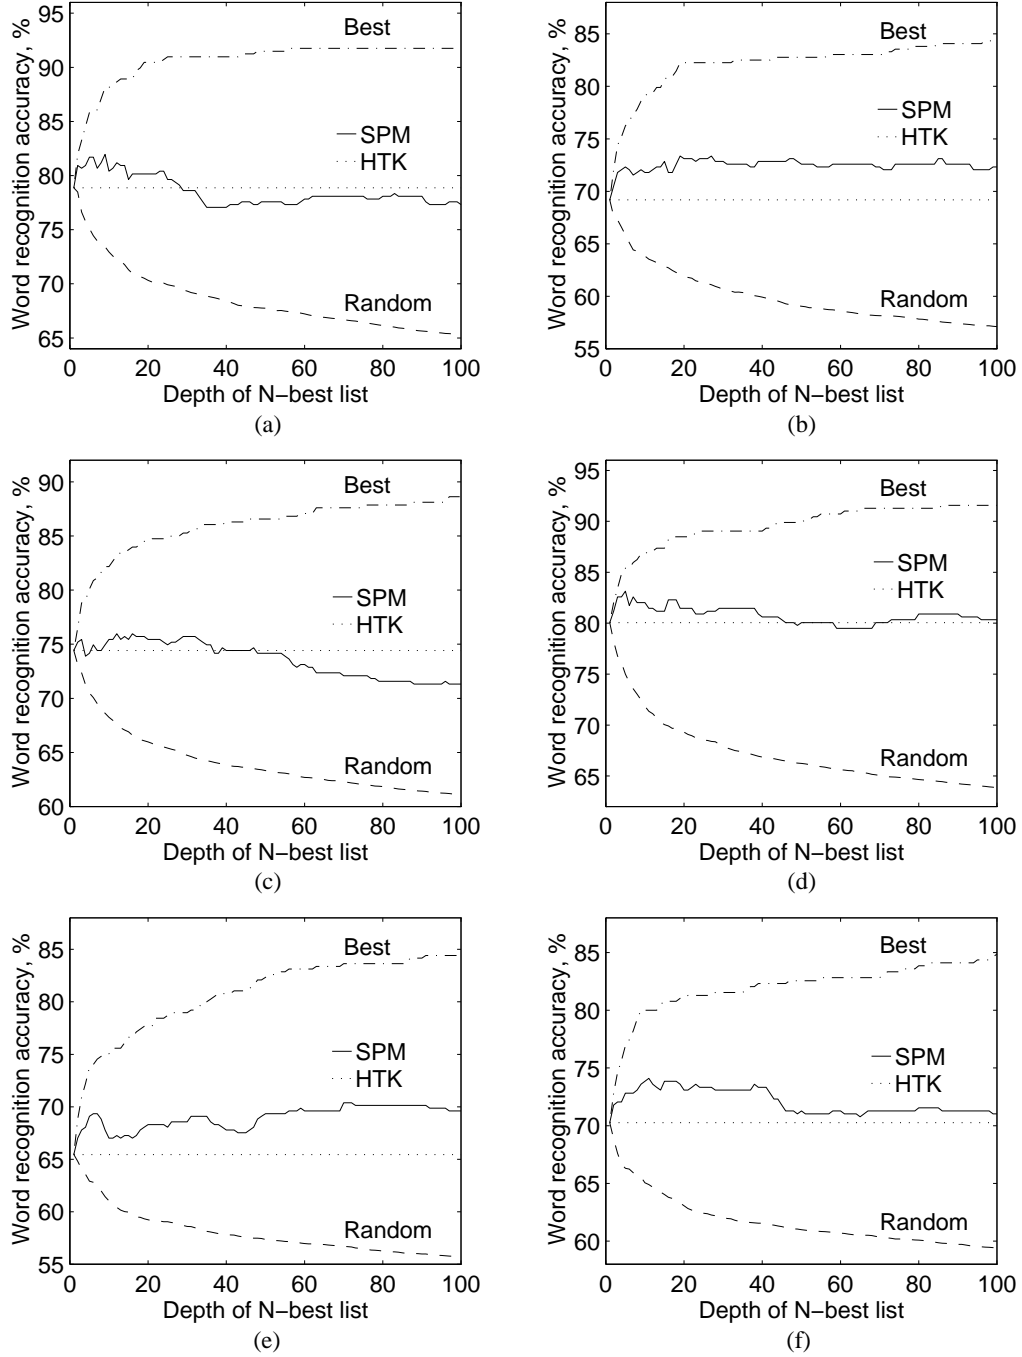 Word recognition accuracy, %
95
90
85
80
75
70
65
Best
SPM
HTK
Random
0 20 40 60 80 100
Depth of N−best list
(a)
Word recognition accuracy, %
85
80
75
70
65
60
55
Best
SPM
HTK
Random
0 20 40 60 80 100
Depth of N−best list
(b)
Word recognition accuracy, %
90
85
80
75
70
65
60
Best
SPM
HTK
Random
0 20 40 60 80 100
Depth of N−best list
(c)
Word recognition accuracy, %
95
90
85
80
75
70
65
Best
SPM
HTK
Random
0 20 40 60 80 100
Depth of N−best list
(d)
Word recognition accuracy, %
85
80
75
70
65
60
55
Best
SPM
HTK
Random
0 20 40 60 80 100
Depth of N−best list
(e)
Word recognition accuracy, %
85
80
75
70
65
60
Best
SPM
HTK
Random
0 20 40 60 80 100
Depth of N−best list
(f)